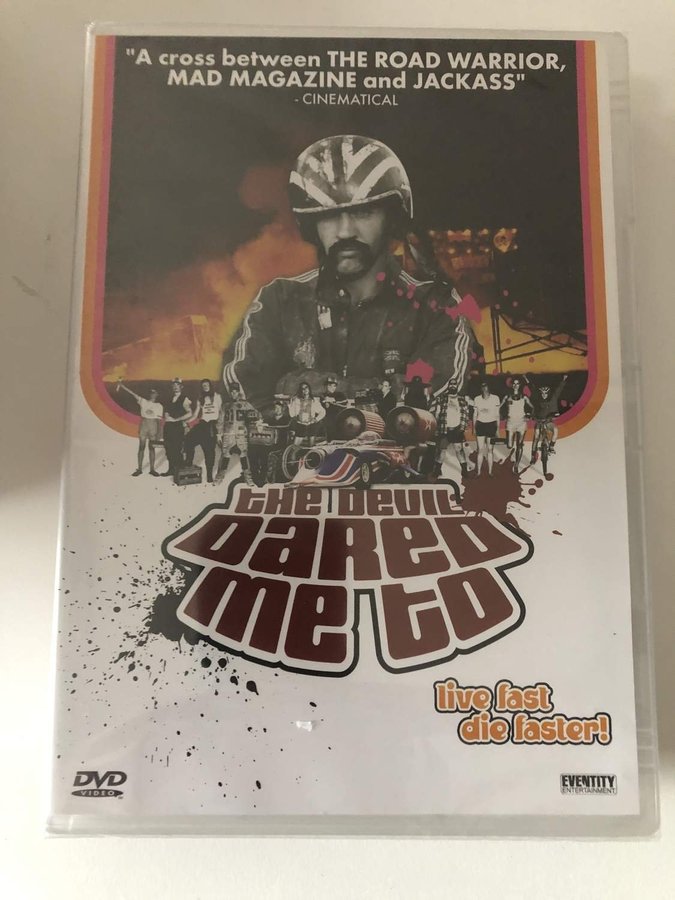 "A cross between THE ROAD WARRIOR,
MAD MAGAZINE and JACKASS"
- CINEMATICAL
THE DEVIL
DARED
ME TO
live fast
die faster!
DVD
VIDEO
EVENTITY
ENTERTAINMENT